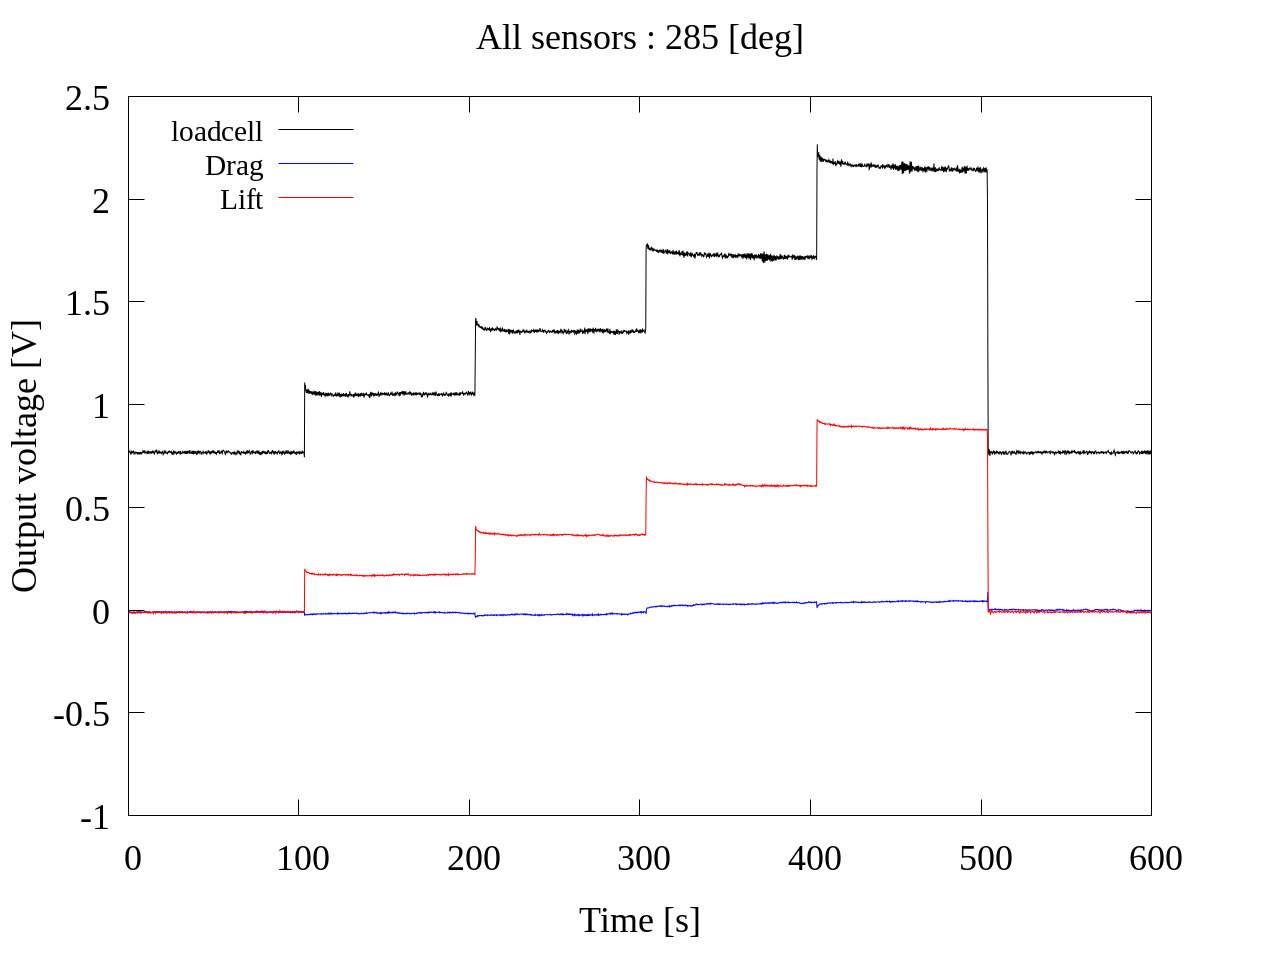 All sensors : 285 [deg]
2.5
2
1.5
1
0.5
0
-0.5
-1
Output voltage [V]
loadcell
Drag
Lift
0 100 200 300 400 500 600
Time [s]